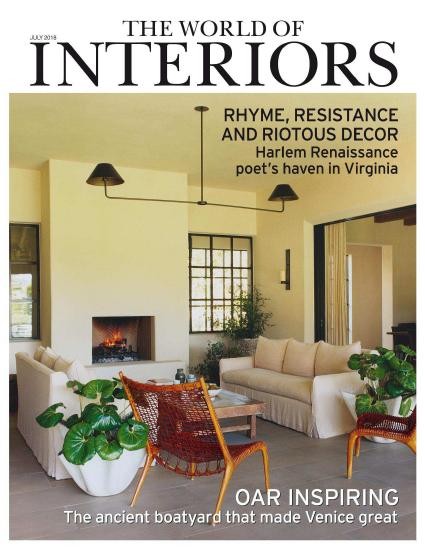 THE WORLD OF
JULY 2018
INTERIORS
RHYME, RESISTANCE
AND RIOTOUS DECOR
Harlem Renaissance
poet's haven in Virginia
OAR INSPIRING
The ancient boatyard that made Venice great